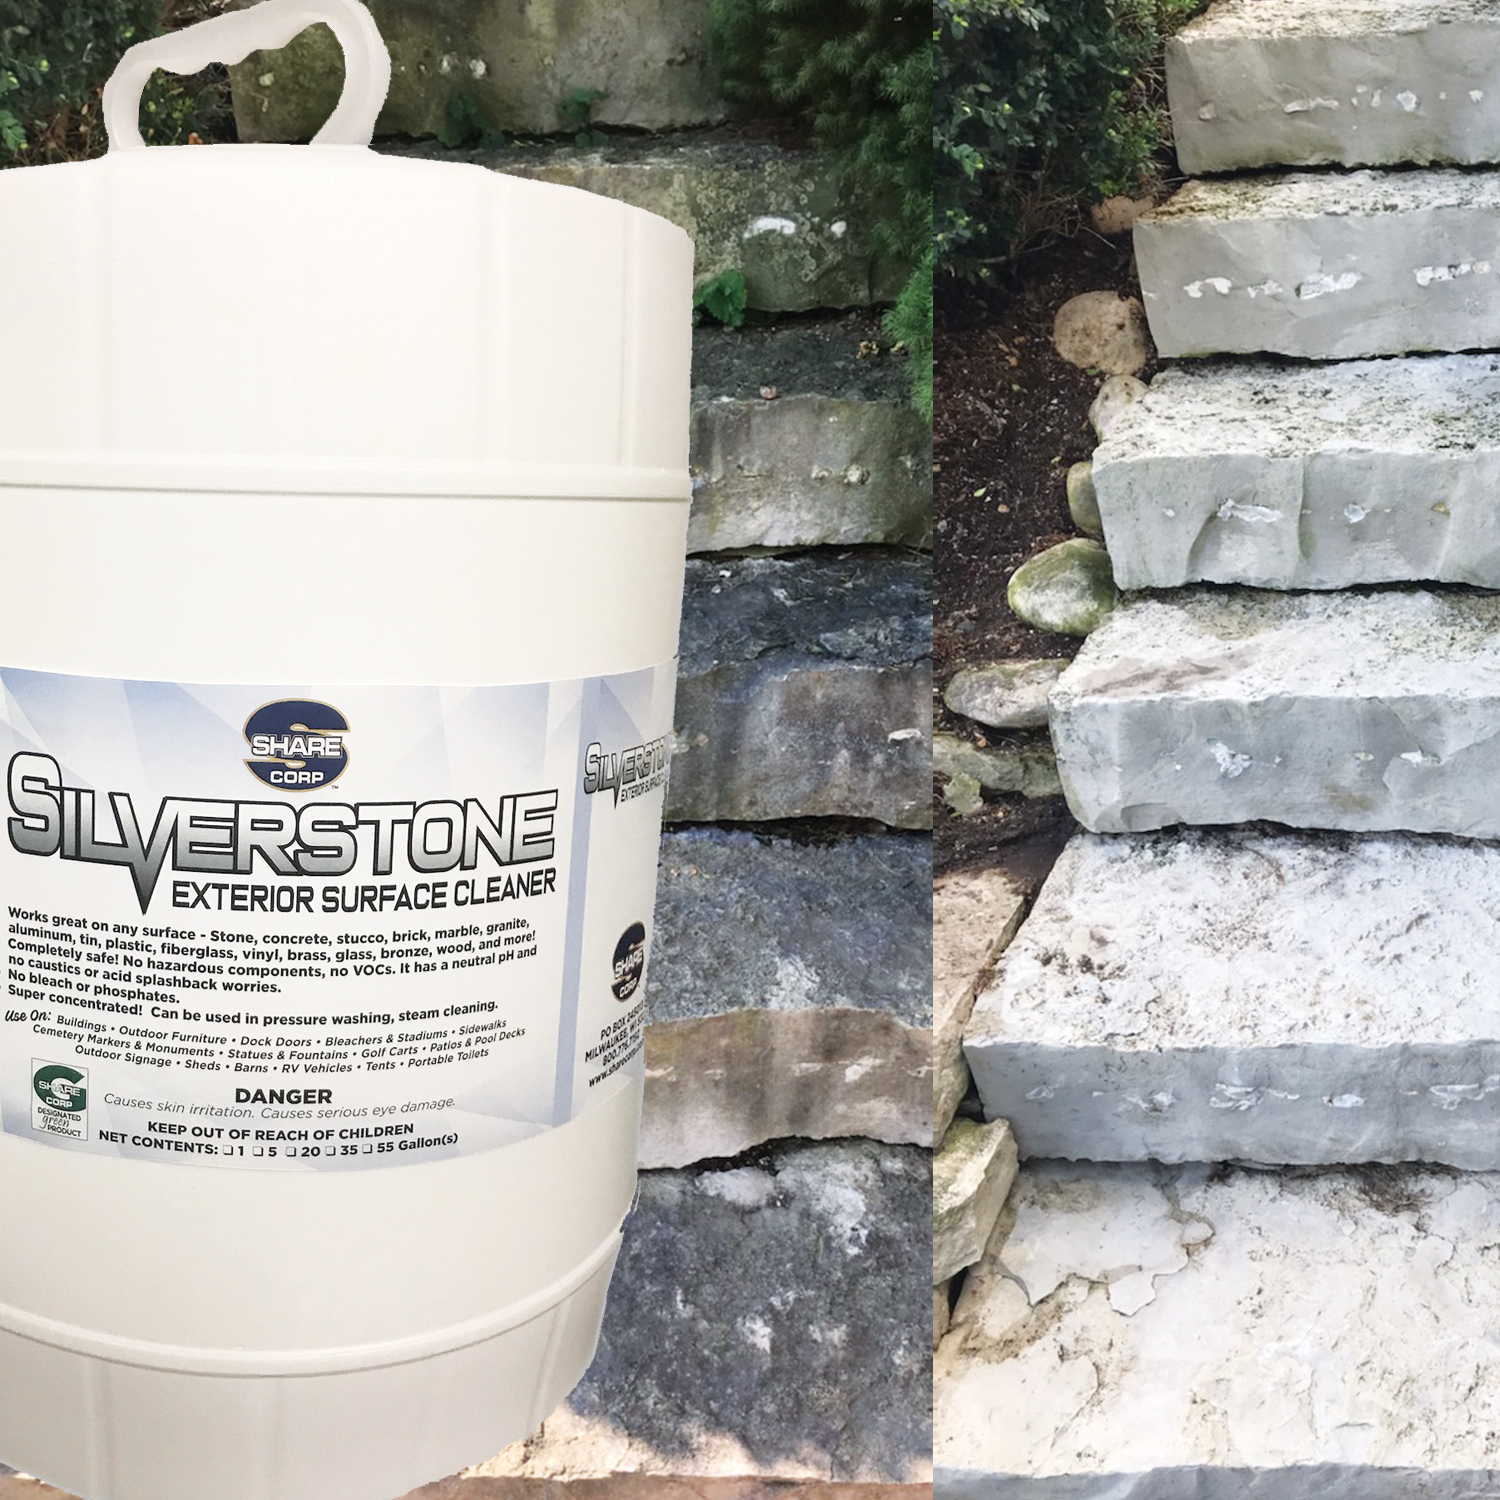 SHARE
CORP™
SILVERSTONE
EXTERIOR SURFACE CLEANER
Works great on any surface - Stone, concrete, stucco, brick, marble, granite,
aluminum, tin, plastic, fiberglass, vinyl, brass, glass, bronze, wood, and more!
Completely safe! No hazardous components, no VOCs. It has a neutral pH and
no caustics or acid splashback worries.
No bleach or phosphates.
Super concentrated! Can be used in pressure washing, steam cleaning.
Use On: Buildings • Outdoor Furniture • Dock Doors • Bleachers & Stadiums • Sidewalks
Cemetery Markers & Monuments • Statues & Fountains • Golf Carts • Patios & Pool Decks
Outdoor Signage • Sheds • Barns • RV Vehicles • Tents • Portable Toilets
SHARE
CORP
DESIGNATED
green
PRODUCT
DANGER
Causes skin irritation. Causes serious eye damage.
KEEP OUT OF REACH OF CHILDREN
NET CONTENTS: ❏ 1 ❏ 5 ❏ 20 ❏ 35 ❏ 55 Gallon(s)
EXTERIOR
SHARE
CORP
PO BOX
MILWAUKEE, WI